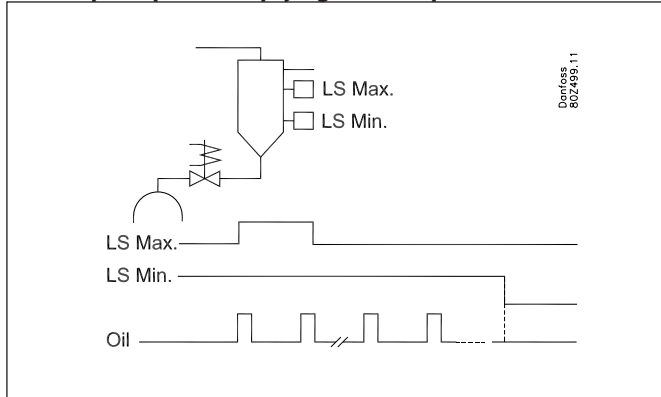 Danfoss
80Z499.11
LS Max.
LS Min.
LS Max.
LS Min.
Oil